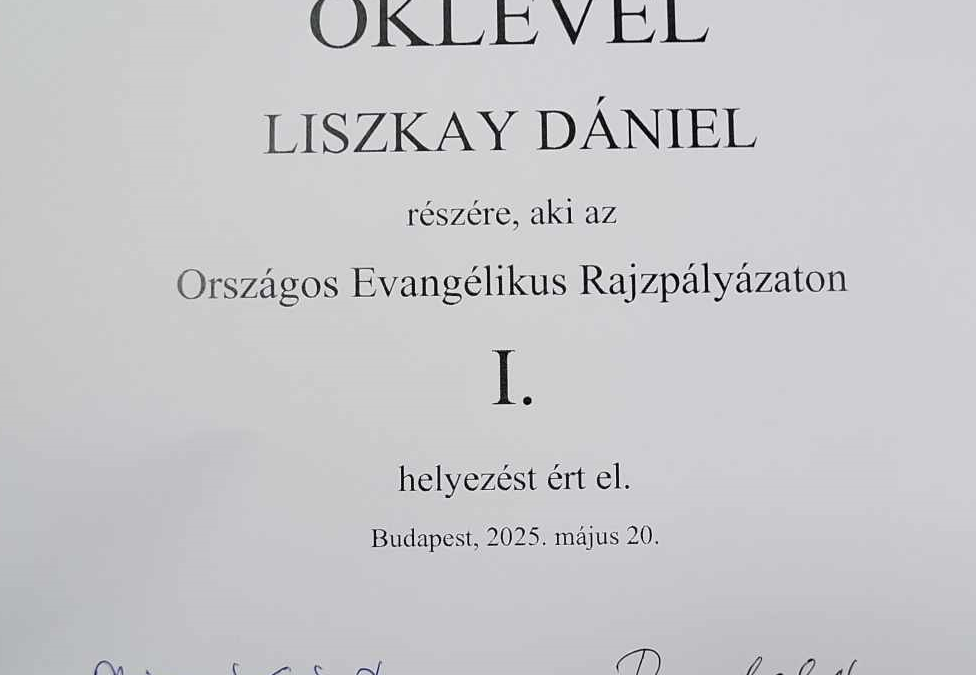 OKLEVÉL
LISZKAY DÁNIEL
részére, aki az
Országos Evangélikus Rajzpályázaton
I.
helyezést ért el.
Budapest, 2025. május 20.